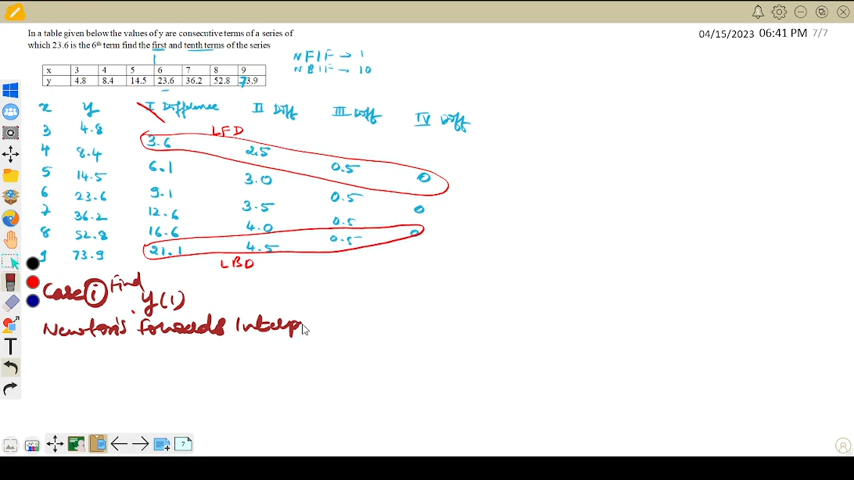 04/15/2023 06:41 PM 7/7
In a table given below the values of y are consecutive terms of a series of
which 23.6 is the 6th term find the first and tenth terms of the series
NFIF → 1
NBIF → 10
x 3 4 5 6 7 8 9
y 4.8 8.4 14.5 23.6 36.2 52.8 73.9
x y I Difference II Diff III Diff IV Diff
LFD
3 4.8
3.6
4 8.4 2.5
6.1 0.5
5 14.5 3.0 0
9.1 0.5
6 23.6 3.5 0
12.6 0.5
7 36.2 4.0 0
16.6 0.5
8 52.8 4.5
21.1
9 73.9
LBD
Case (i) Find y(1)
Newton's forwards Interp
T
7